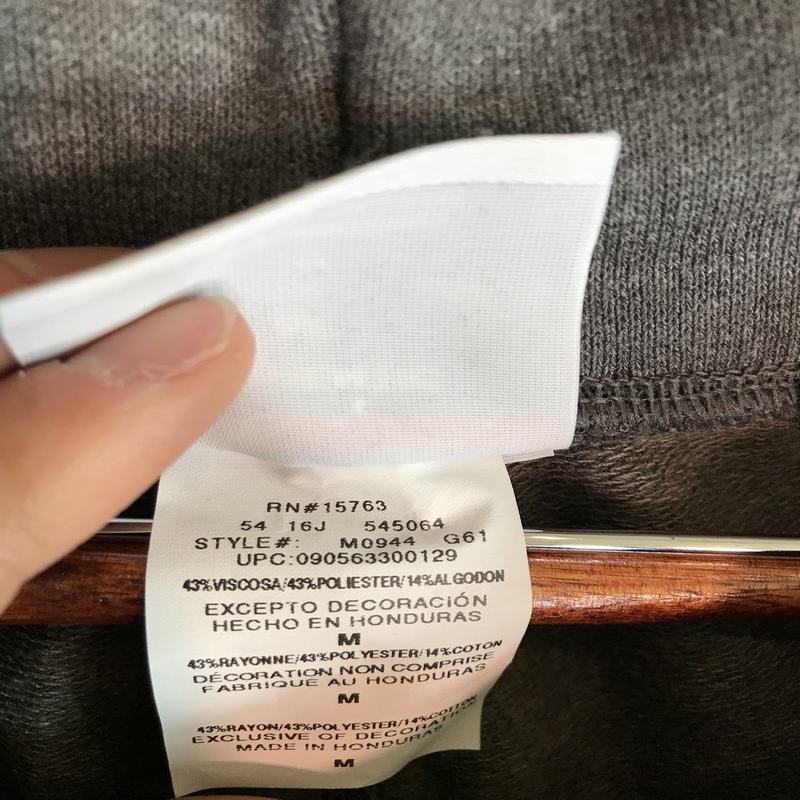 RN#15763
54 16J 545064
STYLE#: M0944 G61
UPC:090563300129
43%VISCOSA/43%POLIESTER/14%ALGODON
EXCEPTO DECORACIÓN
HECHO EN HONDURAS
M
43%RAYONNE/43%POLYESTER/14%COTON
DÉCORATION NON COMPRISE
FABRIQUE AU HONDURAS
M
43%RAYON/43%POLYESTER/14%COTTON
EXCLUSIVE OF DECORATION
MADE IN HONDURAS
M